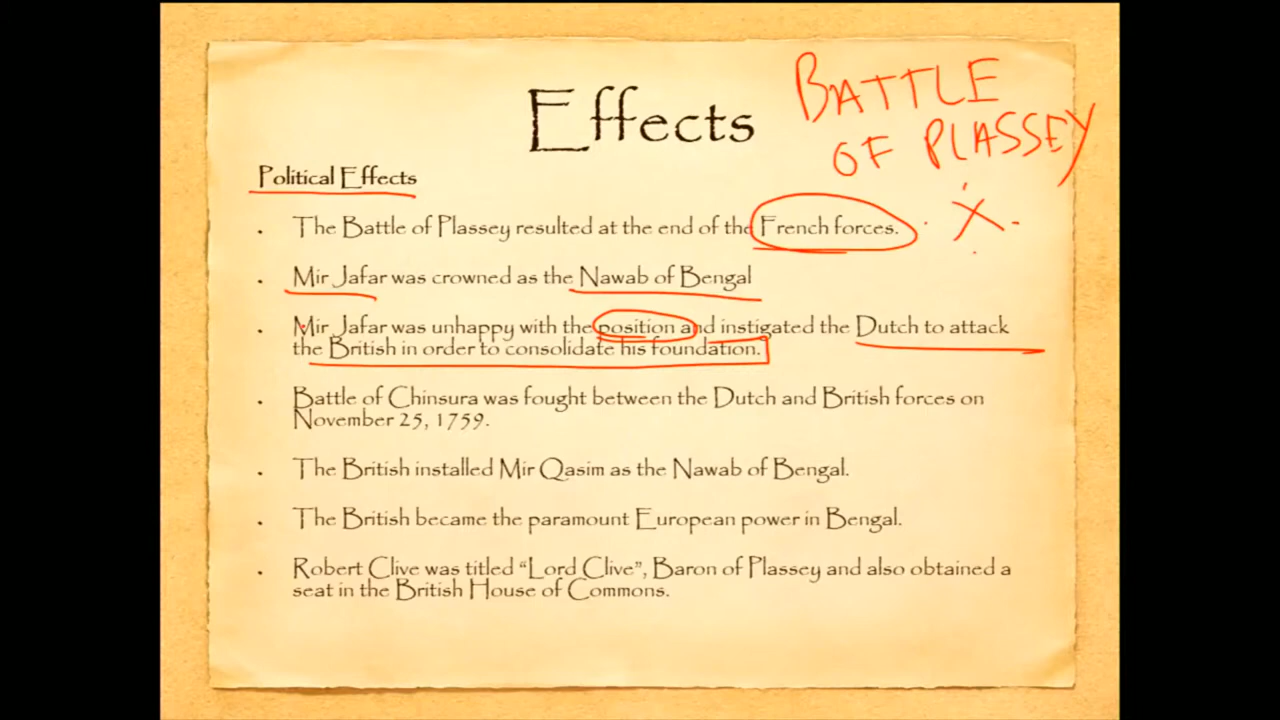 Effects
BATTLE
OF PLASSEY
Political Effects
• The Battle of Plassey resulted at the end of the French forces.
X
• Mir Jafar was crowned as the Nawab of Bengal
• Mir Jafar was unhappy with the position and instigated the Dutch to attack
the British in order to consolidate his foundation.
• Battle of Chinsura was fought between the Dutch and British forces on
November 25, 1759.
• The British installed Mir Qasim as the Nawab of Bengal.
• The British became the paramount European power in Bengal.
• Robert Clive was titled “Lord Clive”, Baron of Plassey and also obtained a
seat in the British House of Commons.